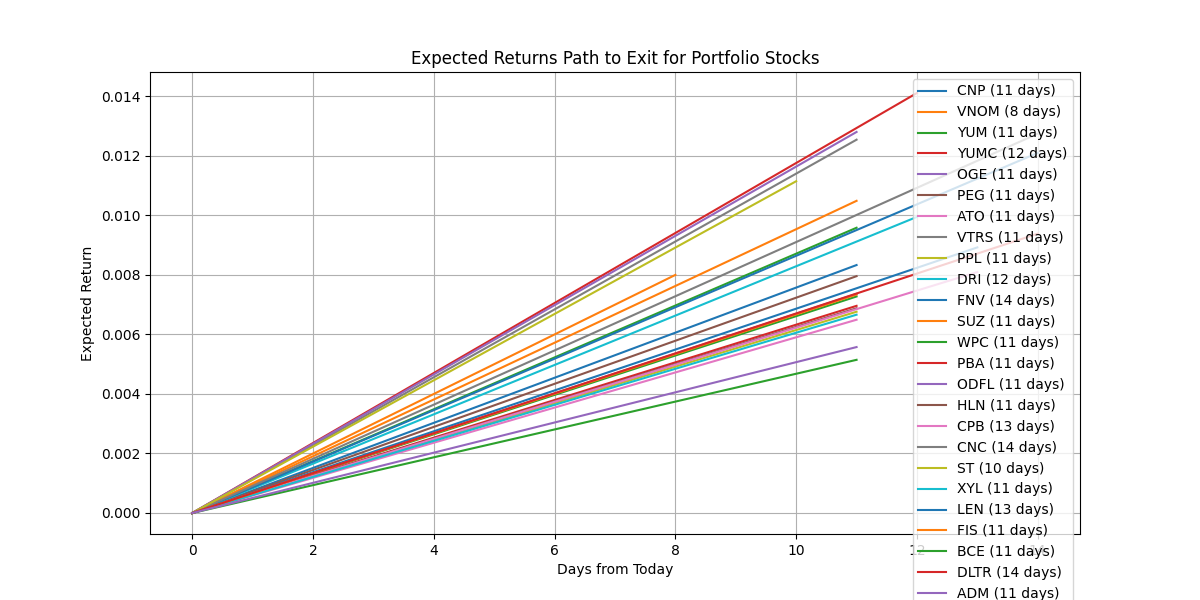 Expected Returns Path to Exit for Portfolio Stocks
Expected Return
0.014
0.012
0.010
0.008
0.006
0.004
0.002
0.000
0
2
4
6
8
10
12
14
Days from Today
CNP (11 days)
VNOM (8 days)
YUM (11 days)
YUMC (12 days)
OGE (11 days)
PEG (11 days)
ATO (11 days)
VTRS (11 days)
PPL (11 days)
DRI (12 days)
FNV (14 days)
SUZ (11 days)
WPC (11 days)
PBA (11 days)
ODFL (11 days)
HLN (11 days)
CPB (13 days)
CNC (14 days)
ST (10 days)
XYL (11 days)
LEN (13 days)
FIS (11 days)
BCE (11 days)
DLTR (14 days)
ADM (11 days)